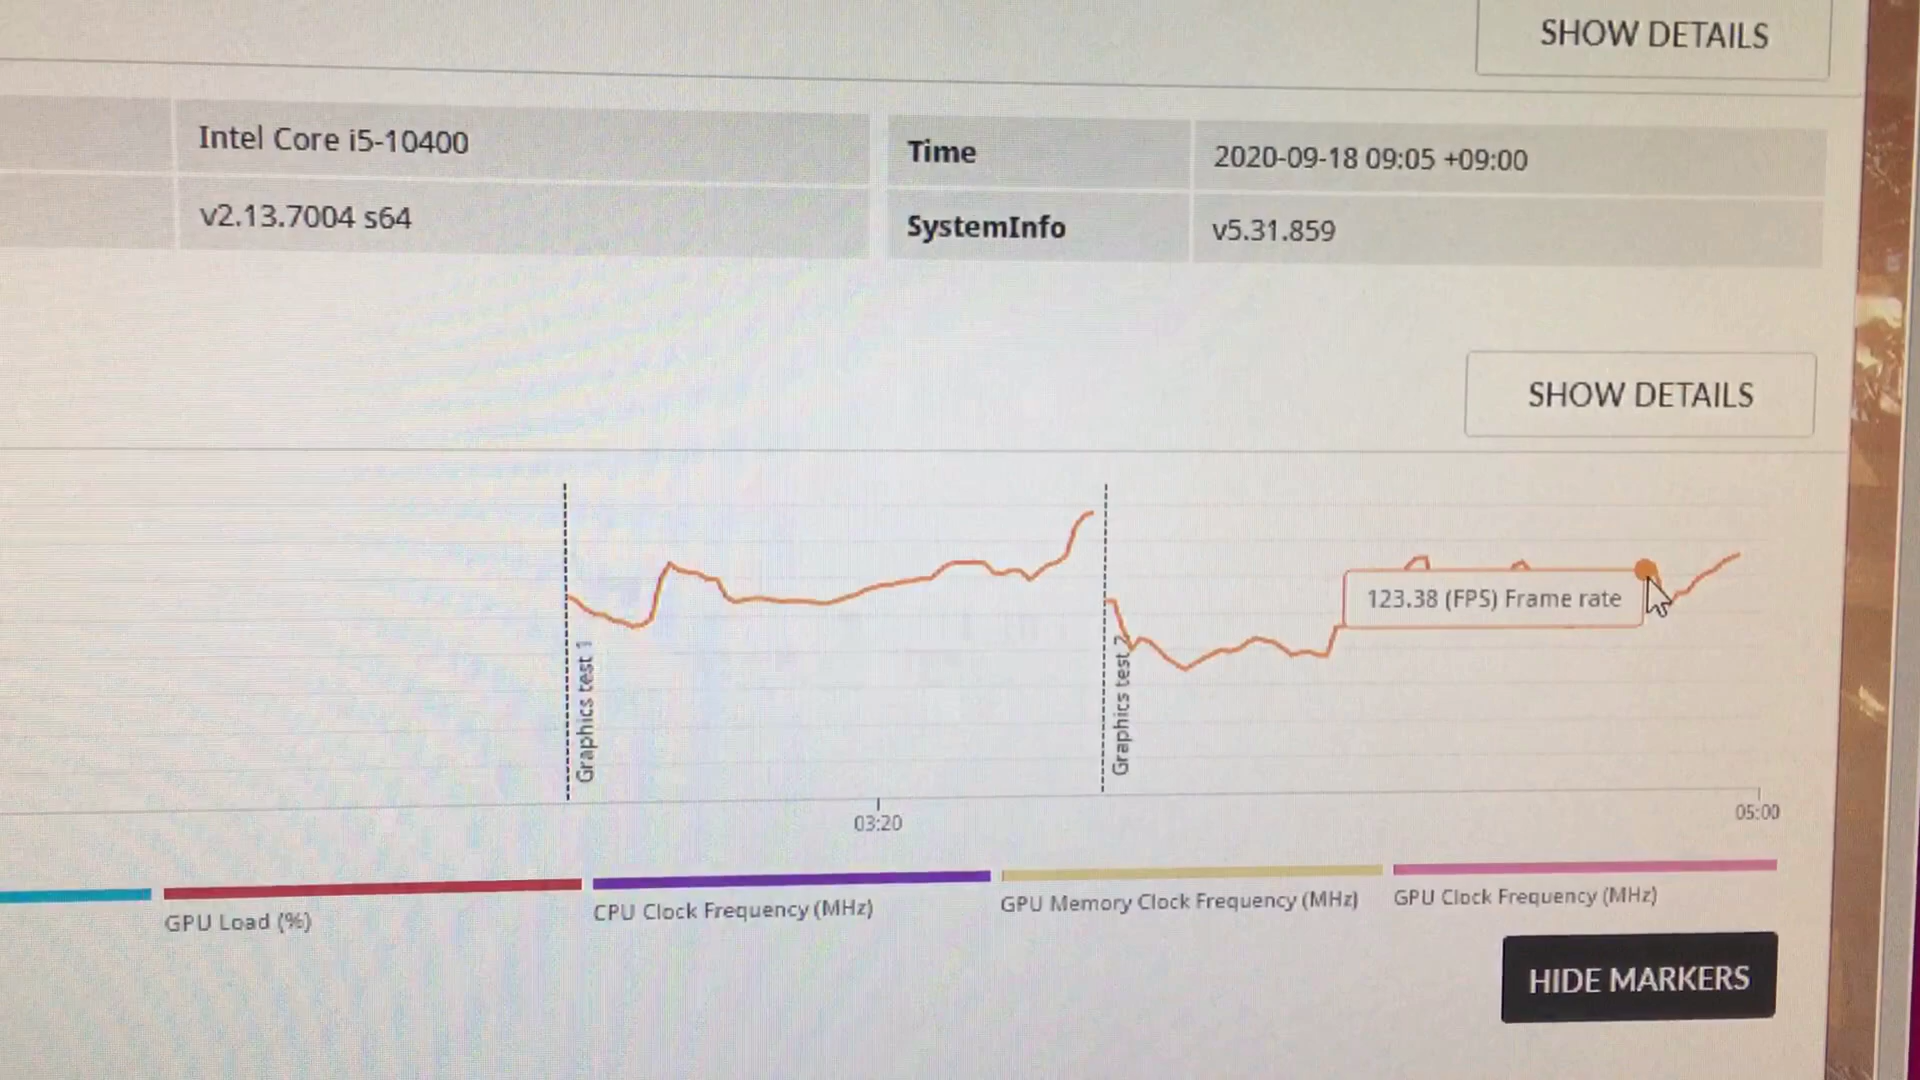 SHOW DETAILS
Intel Core i5-10400
Time
2020-09-18 09:05 +09:00
v2.13.7004 s64
SystemInfo
v5.31.859
SHOW DETAILS
123.38 (FPS) Frame rate
Graphics test 1
Graphics test 2
03:20
05:00
GPU Load (%)
CPU Clock Frequency (MHz)
GPU Memory Clock Frequency (MHz)
GPU Clock Frequency (MHz)
HIDE MARKERS